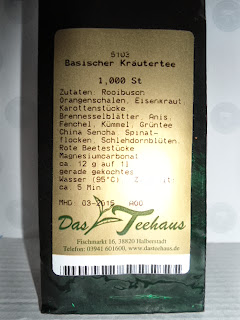 5103
Basischer Kräutertee
1,000 St
Zutaten: Rooibusch
Orangenschalen, Eisenkraut
Karottenstücke
Brennesselblätter, Anis,
Fenchel, Kümmel, Grüntee
China Sencha, Spinat-
flocken, Schlehdornblüten,
Rote Beetestücke
Magnesiumcarbonat
ca. 12 g auf 1l
gerade gekochtes
Wasser (95°C)
ca. 5 Min
MHD 03-2015
Das Teehaus
Fischmarkt 16, 38820 Halberstadt
Telefon: 03941 601600, www.dasteehaus.de